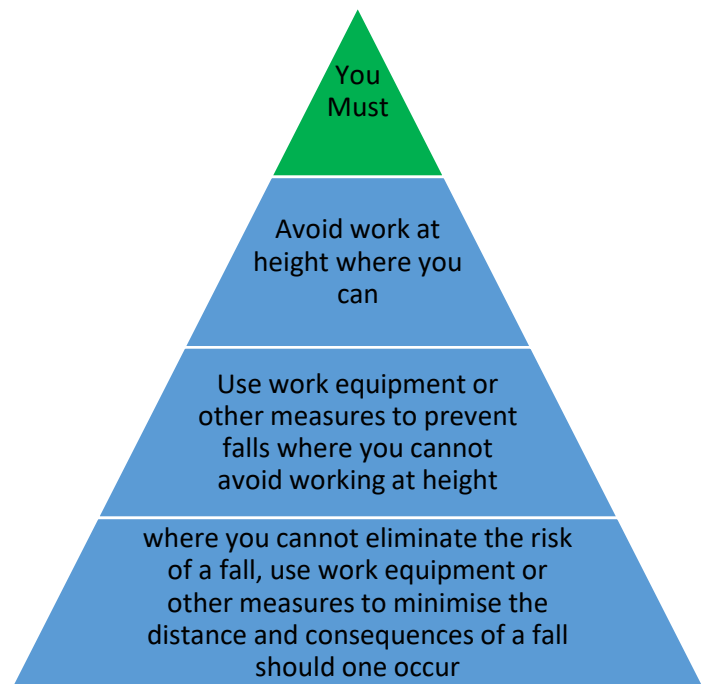 You
Must
Avoid work at
height where you
can
Use work equipment or
other measures to prevent
falls where you cannot
avoid working at height
where you cannot eliminate the risk
of a fall, use work equipment or
other measures to minimise the
distance and consequences of a fall
should one occur